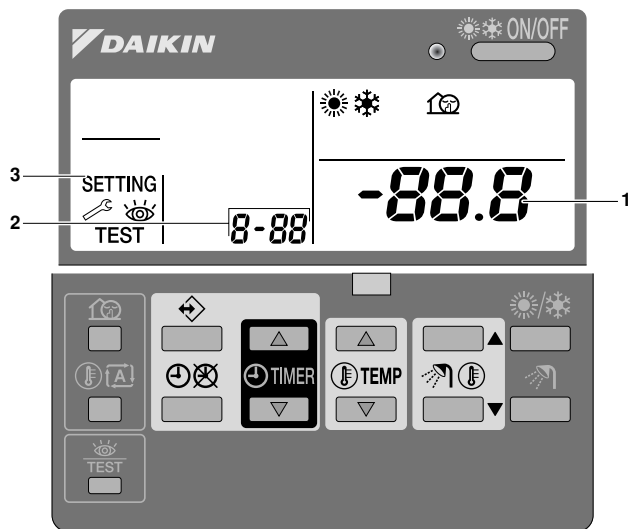 DAIKIN
ON/OFF
3
SETTING
2
TEST
8-88
-88.8
1
A
TIMER
TEMP
TEST